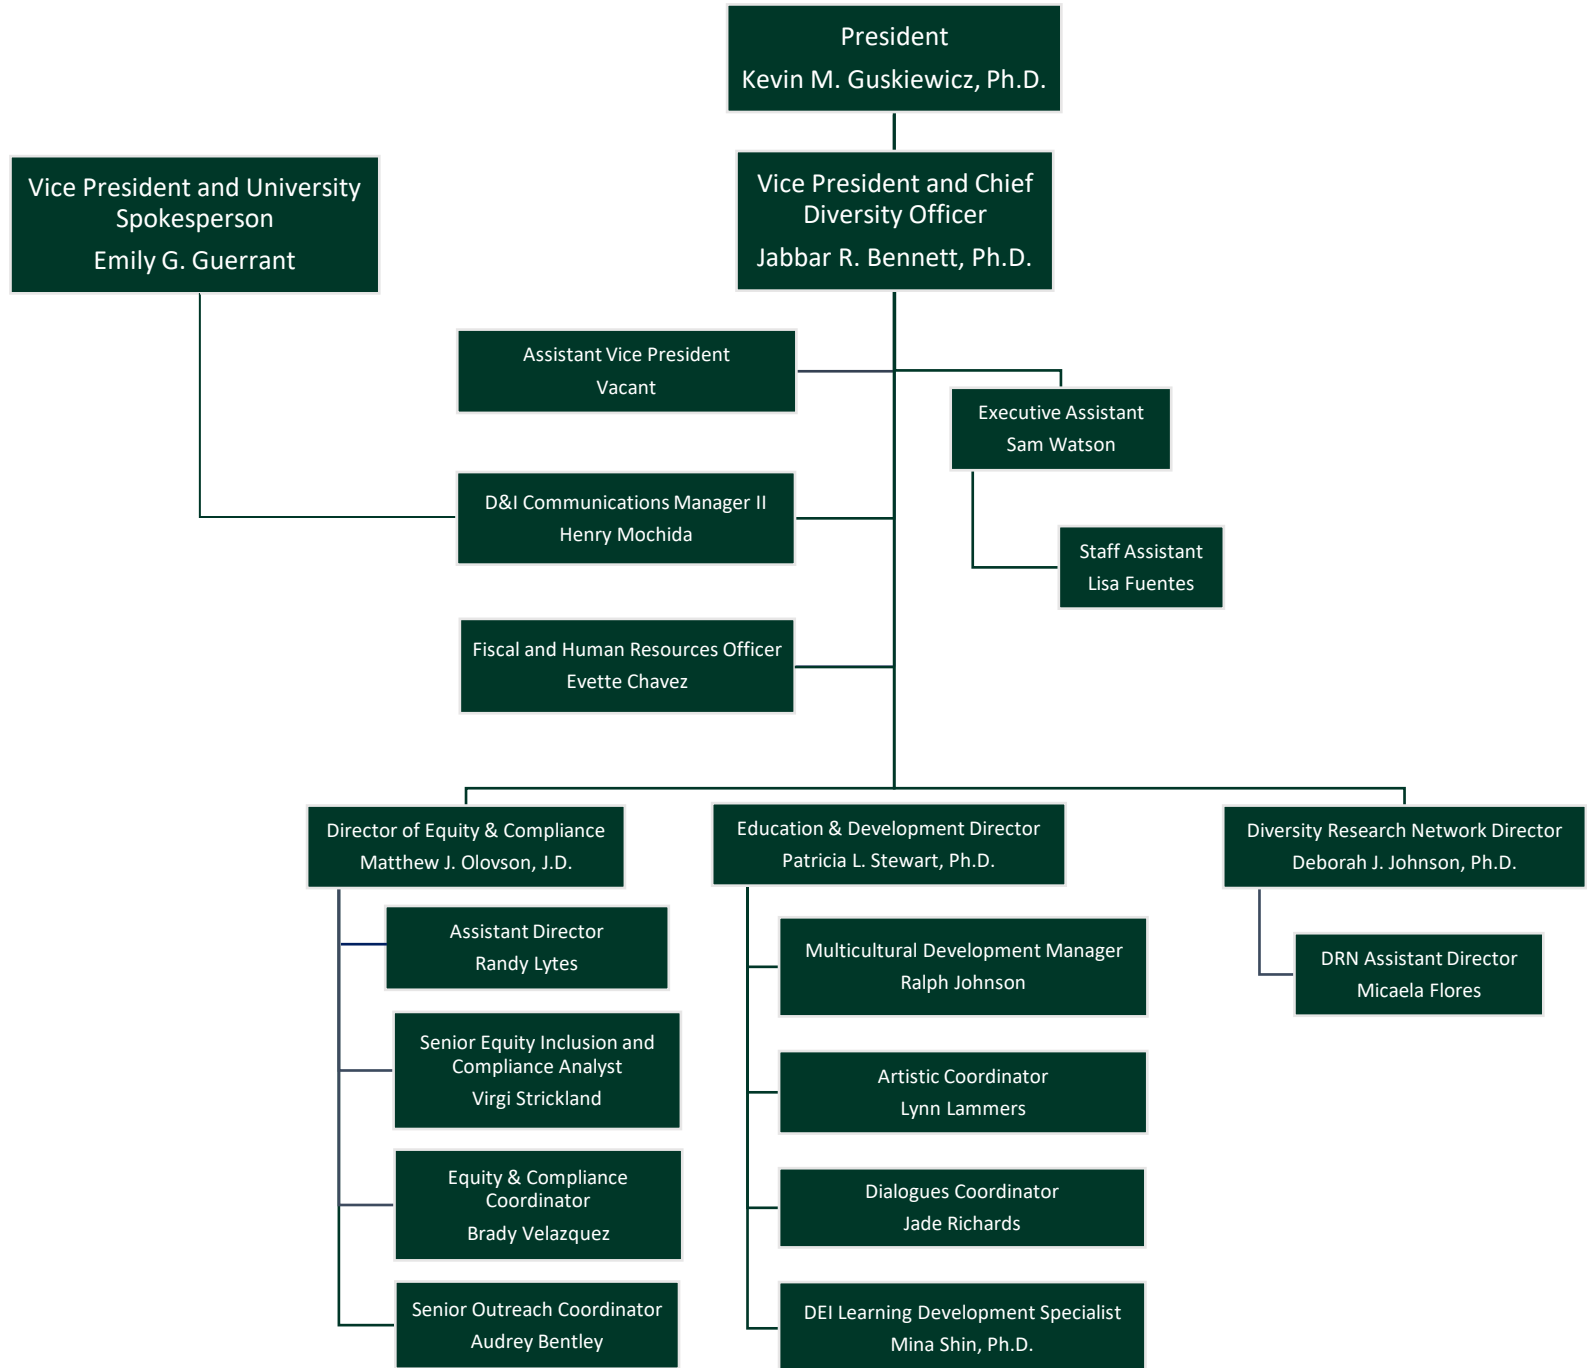 President
Kevin M. Guskiewicz, Ph.D.
Vice President and University
Spokesperson
Emily G. Guerrant
Vice President and Chief
Diversity Officer
Jabbar R. Bennett, Ph.D.
Assistant Vice President
Vacant
Executive Assistant
Sam Watson
D&I Communications Manager II
Henry Mochida
Staff Assistant
Lisa Fuentes
Fiscal and Human Resources Officer
Evette Chavez
Director of Equity & Compliance
Matthew J. Olovson, J.D.
Assistant Director
Randy Lytes
Senior Equity Inclusion and
Compliance Analyst
Virgi Strickland
Equity & Compliance
Coordinator
Brady Velazquez
Senior Outreach Coordinator
Audrey Bentley
Education & Development Director
Patricia L. Stewart, Ph.D.
Multicultural Development Manager
Ralph Johnson
Artistic Coordinator
Lynn Lammers
Dialogues Coordinator
Jade Richards
DEI Learning Development Specialist
Mina Shin, Ph.D.
Diversity Research Network Director
Deborah J. Johnson, Ph.D.
DRN Assistant Director
Micaela Flores